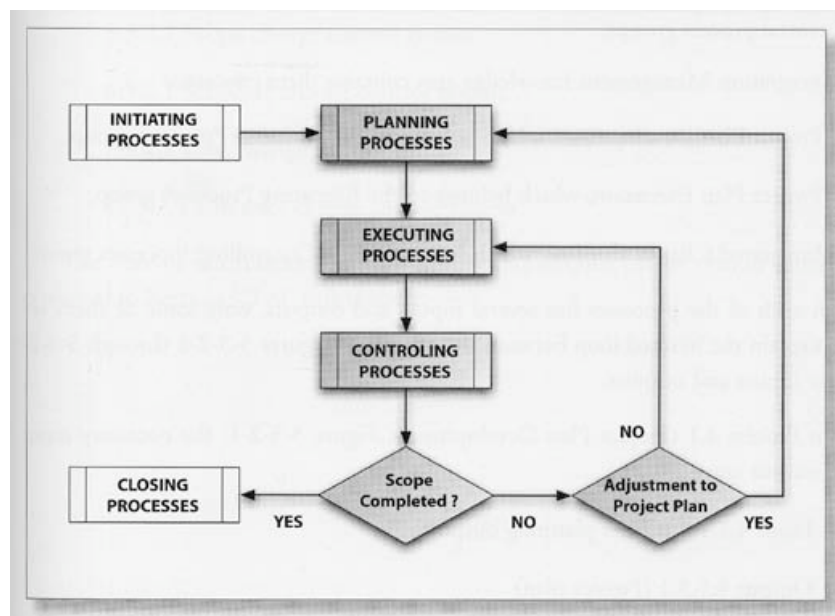 INITIATING
PROCESSES
PLANNING
PROCESSES
EXECUTING
PROCESSES
CONTROLING
PROCESSES
Scope
Completed ?
YES
NO
CLOSING
PROCESSES
Adjustment to
Project Plan
NO
YES